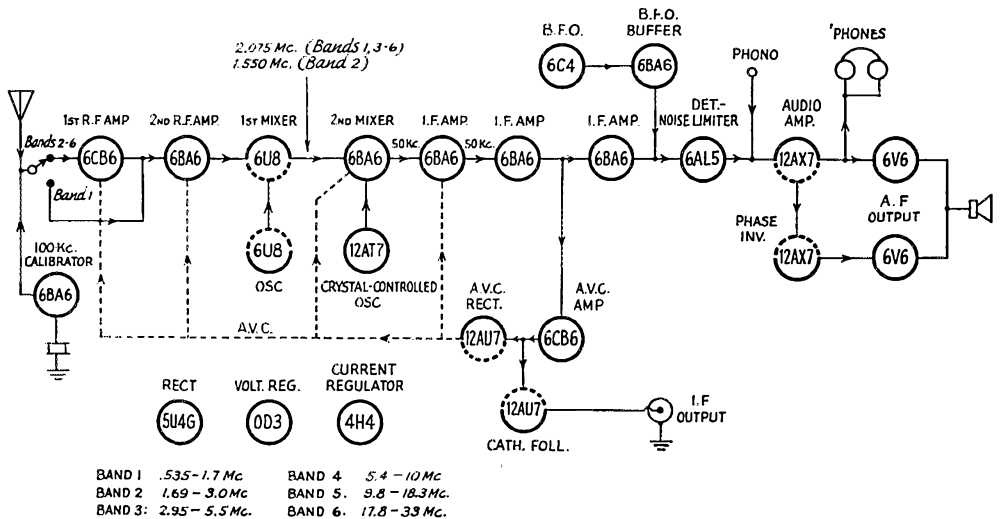 2.075 Mc. (Bands 1, 3-6)
1.550 Mc. (Band 2)
B.F.O.
6C4
B.F.O.
BUFFER
6BA6
PHONO
'PHONES
1ST R.F AMP
6CB6
2ND R.F. AMP.
6BA6
1ST MIXER
6U8
2ND MIXER
6BA6
50 Kc.
I.F. AMP.
6BA6
50 Kc.
I.F. AMP
6BA6
I.F. AMP.
6BA6
DET.-
NOISE LIMITER
6AL5
AUDIO
AMP.
12AX7
6V6
Bands 2-6
Band 1
A.F
OUTPUT
6V6
PHASE
INV.
12AX7
100 Kc.
CALIBRATOR
6BA6
6U8
OSC
12AT7
CRYSTAL-CONTROLLED
OSC
A.V.C.
A.V.C.
RECT.
12AU7
A.V.C.
AMP
6CB6
12AU7
CATH. FOLL.
I.F
OUTPUT
RECT
5U4G
VOLT. REG.
OD3
CURRENT
REGULATOR
4H4
BAND 1 .535-1.7 Mc
BAND 2 1.69-3.0 Mc
BAND 3: 2.95-5.5 Mc.
BAND 4 5.4-10 Mc
BAND 5. 9.8-18.3 Mc.
BAND 6. 17.8-33 Mc.